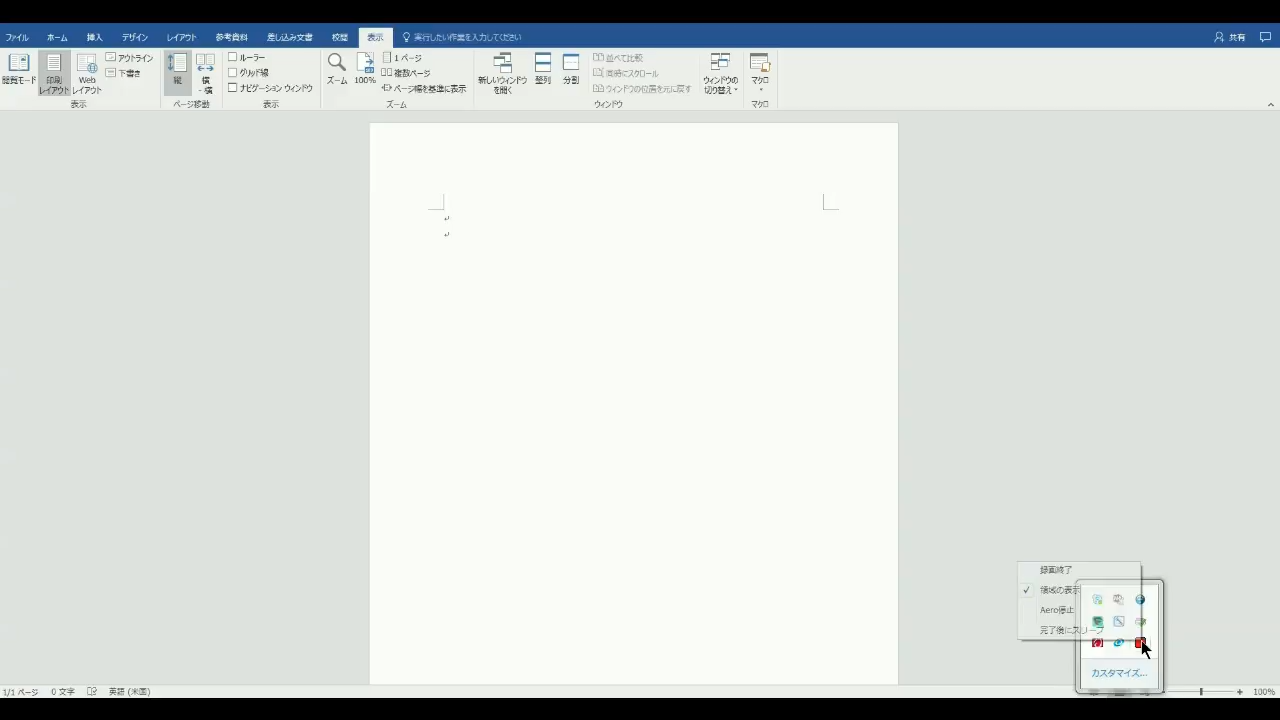 ファイル ホーム 挿入 デザイン レイアウト 参考資料 差し込み文書 校閲 表示 実行したい作業を入力してください 共有
閲覧モード 印刷レイアウト Webレイアウト アウトライン 下書き
表示
縦 横
ページ移動
ルーラー
グリッド線
ナビゲーション ウィンドウ
表示
ズーム 100% 1 ページ
複数ページ
ページ幅を基準に表示
ズーム
新しいウィンドウを開く 整列 分割 並べて比較
同時にスクロール
ウィンドウの位置を元に戻す
ウィンドウの切り替え
ウィンドウ
マクロ
マクロ
録画終了
領域の表示
Aero停止
完了後にスリープ
カスタマイズ...
1/1 ページ 0 文字 英語 (米国) 100%